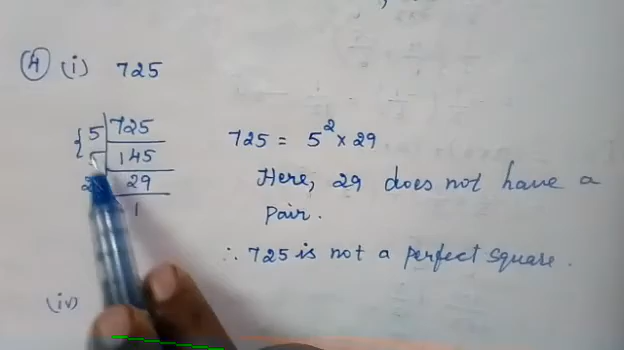 4 (i) 725
5 | 725
5 | 145
29
1
725 = 5² × 29
Here, 29 does not have a
pair.
∴ 725 is not a perfect square.
(iv)